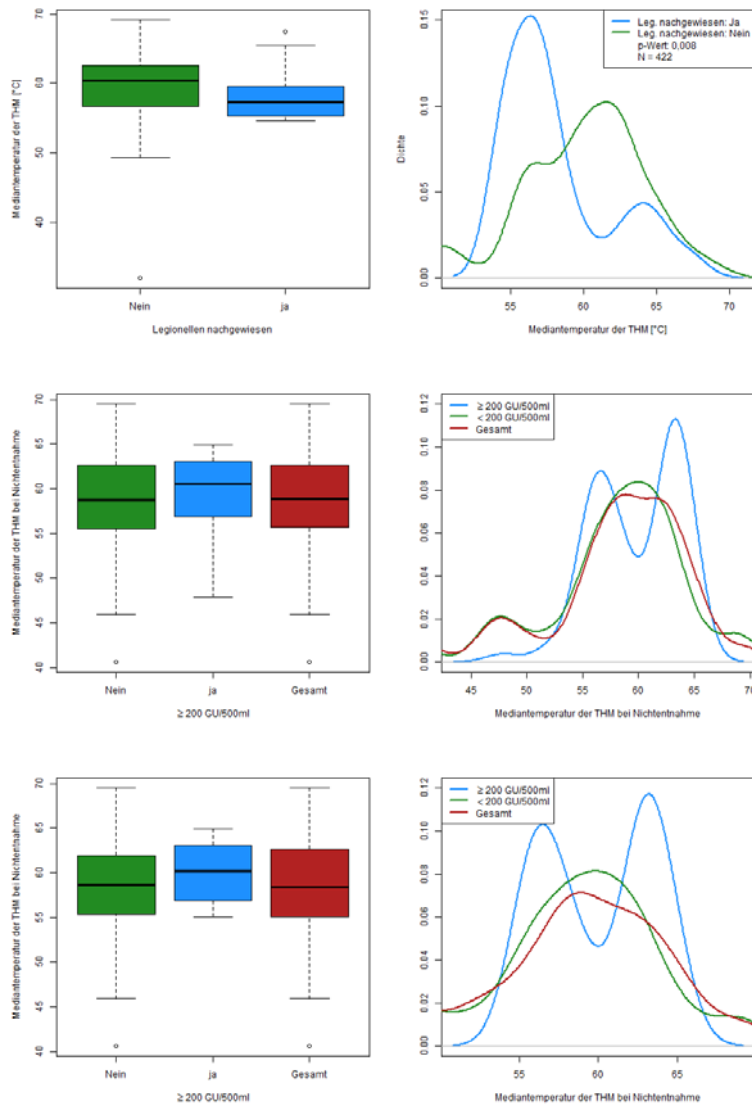 Mediantemperatur der THM [°C]
70
60
50
40
Nein
ja
Legionellen nachgewiesen
Dichte
0.15
0.10
0.05
0.00
Leg. nachgewiesen: Ja
Leg. nachgewiesen: Nein
p-Wert: 0,008
N = 422
55
60
65
70
Mediantemperatur der THM [°C]
Mediantemperatur der THM bei Nichtentnahme
70
65
60
55
50
45
40
Nein
ja
Gesamt
≥ 200 GU/500ml
0.12
0.10
0.08
0.06
0.04
0.02
0.00
≥ 200 GU/500ml
< 200 GU/500ml
Gesamt
45
50
55
60
65
70
Mediantemperatur der THM bei Nichtentnahme
Mediantemperatur der THM bei Nichtentnahme
70
65
60
55
50
45
40
Nein
ja
Gesamt
≥ 200 GU/500ml
0.12
0.10
0.08
0.06
0.04
0.02
0.00
≥ 200 GU/500ml
< 200 GU/500ml
Gesamt
55
60
65
Mediantemperatur der THM bei Nichtentnahme